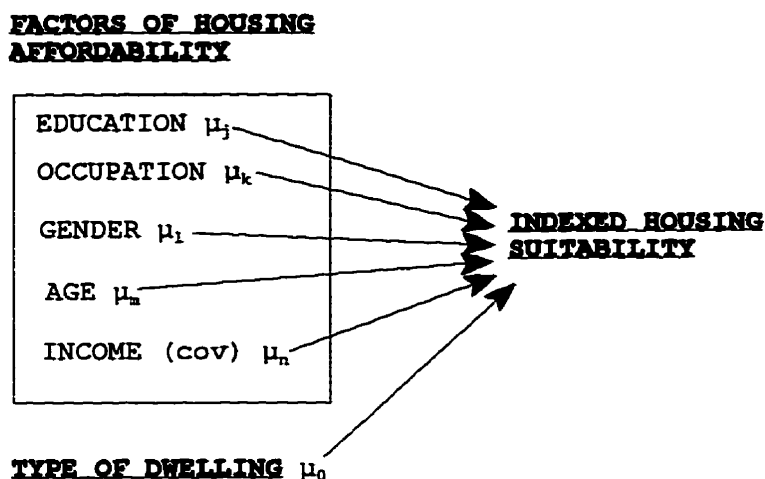 FACTORS OF HOUSING
AFFORDABILITY
EDUCATION μj
OCCUPATION μk
GENDER μl
AGE μm
INCOME (cov) μn
INDEXED HOUSING
SUITABILITY
TYPE OF DWELLING μo